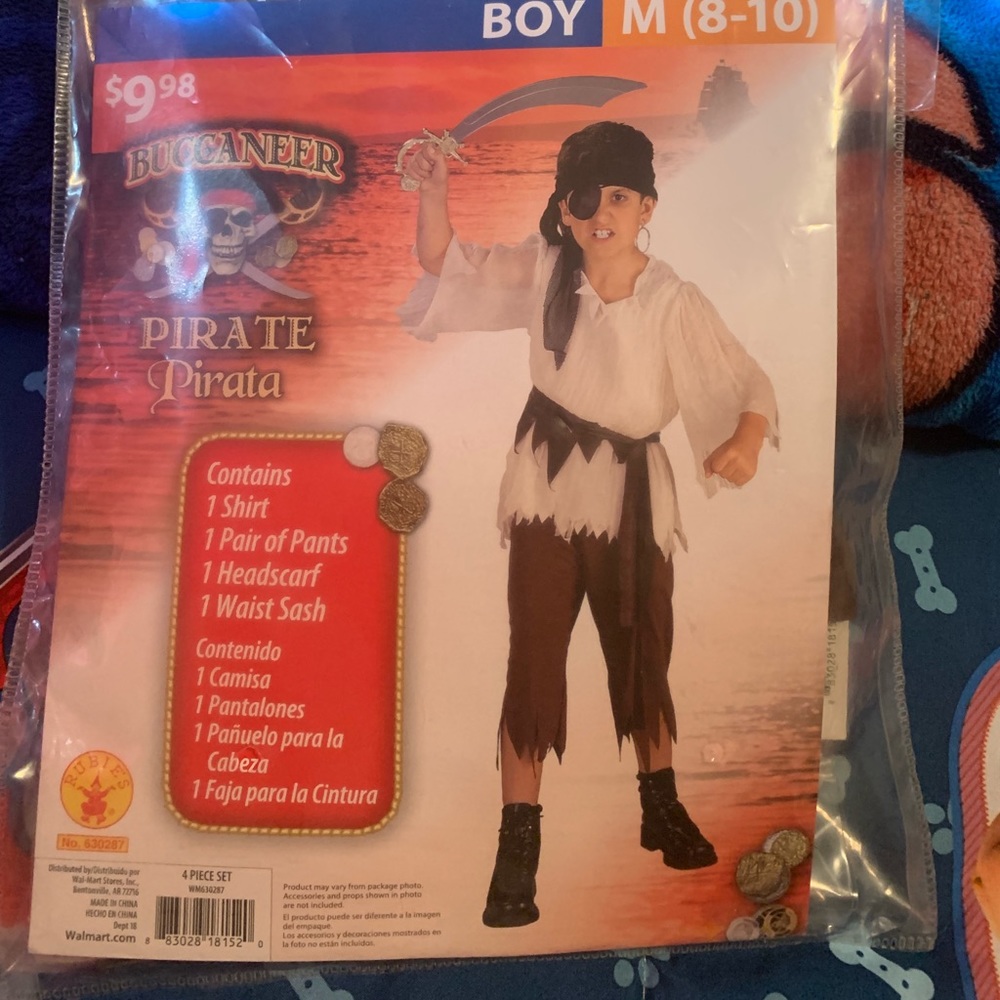 BOY M (8-10)
$9.98
BUCCANEER
PIRATE
Pirata
Contains
1 Shirt
1 Pair of Pants
1 Headscarf
1 Waist Sash
Contenido
1 Camisa
1 Pantalones
1 Pañuelo para la
Cabeza
1 Faja para la Cintura
RUBIES
No. 630287
Distributed by/Distribuido por
Wal-Mart Stores, Inc.,
Bentonville, AR 72716
MADE IN CHINA
HECHO EN CHINA
Dept 18
Walmart.com
4 PIECE SET
WM630287
8 83028 18152 0
Product may vary from package photo.
Accessories and props shown in photo
are not included.
El producto puede ser diferente a la imagen
del empaque.
Los accesorios y decoraciones mostrados en
la foto no están incluidos.